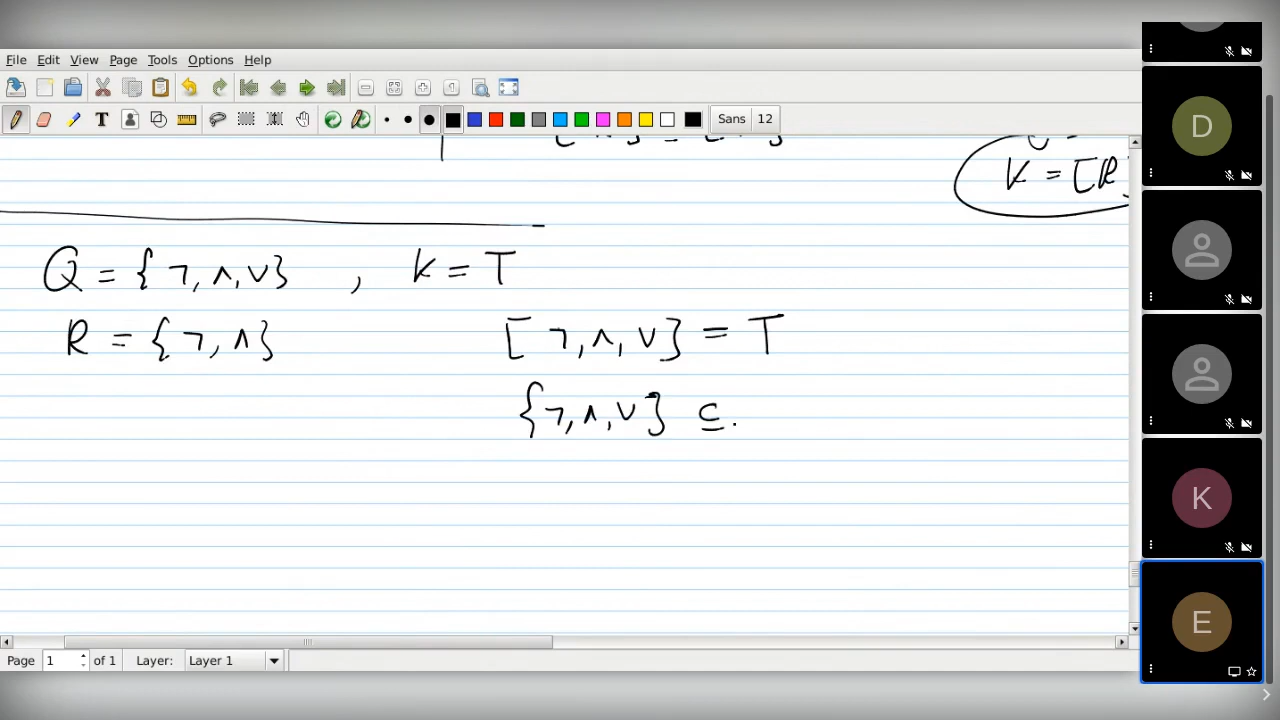 File Edit View Page Tools Options Help
Sans 12
K = [R]
Q = {¬, ∧, ∨} , K = T
R = {¬, ∧} [¬, ∧, ∨] = T
{¬, ∧, ∨} ⊆.
Page 1 of 1 Layer: Layer 1
D
K
E